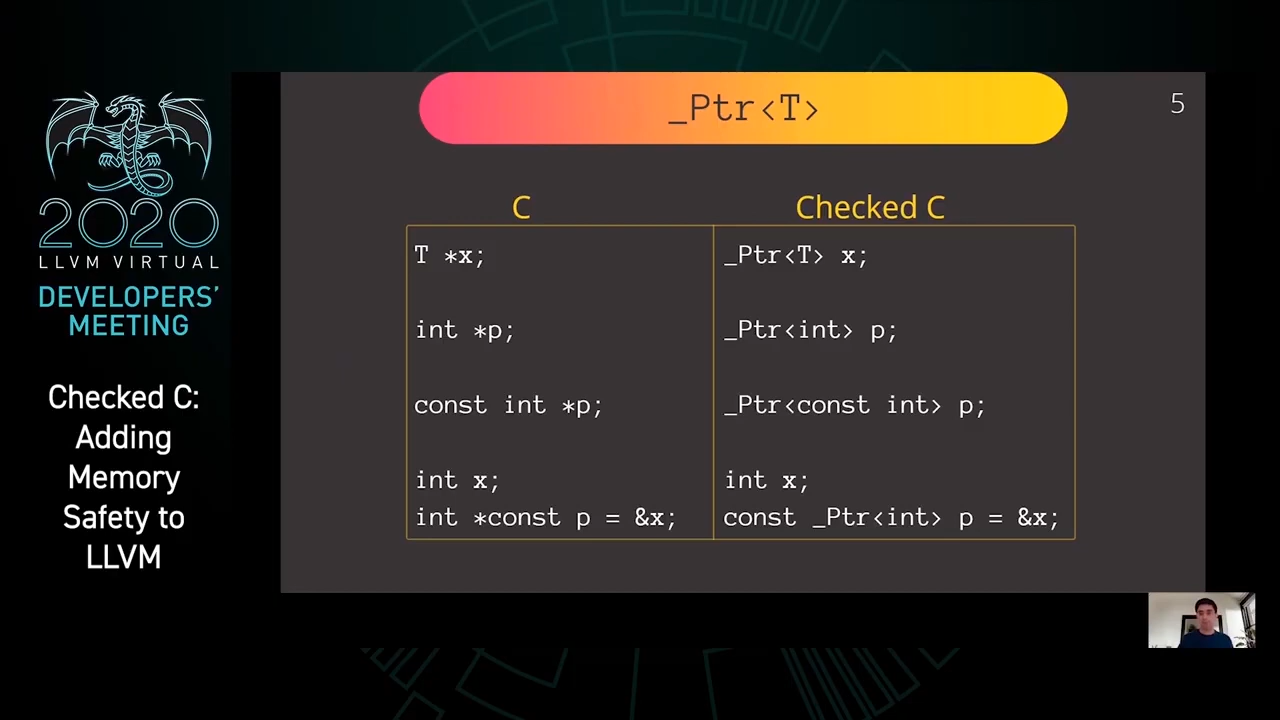 2020
LLVM VIRTUAL
DEVELOPERS'
MEETING
Checked C:
Adding
Memory
Safety to
LLVM
_Ptr<T>
5
C
Checked C
T *x;
_Ptr<T> x;
int *p;
_Ptr<int> p;
const int *p;
_Ptr<const int> p;
int x;
int *const p = &x;
int x;
const _Ptr<int> p = &x;